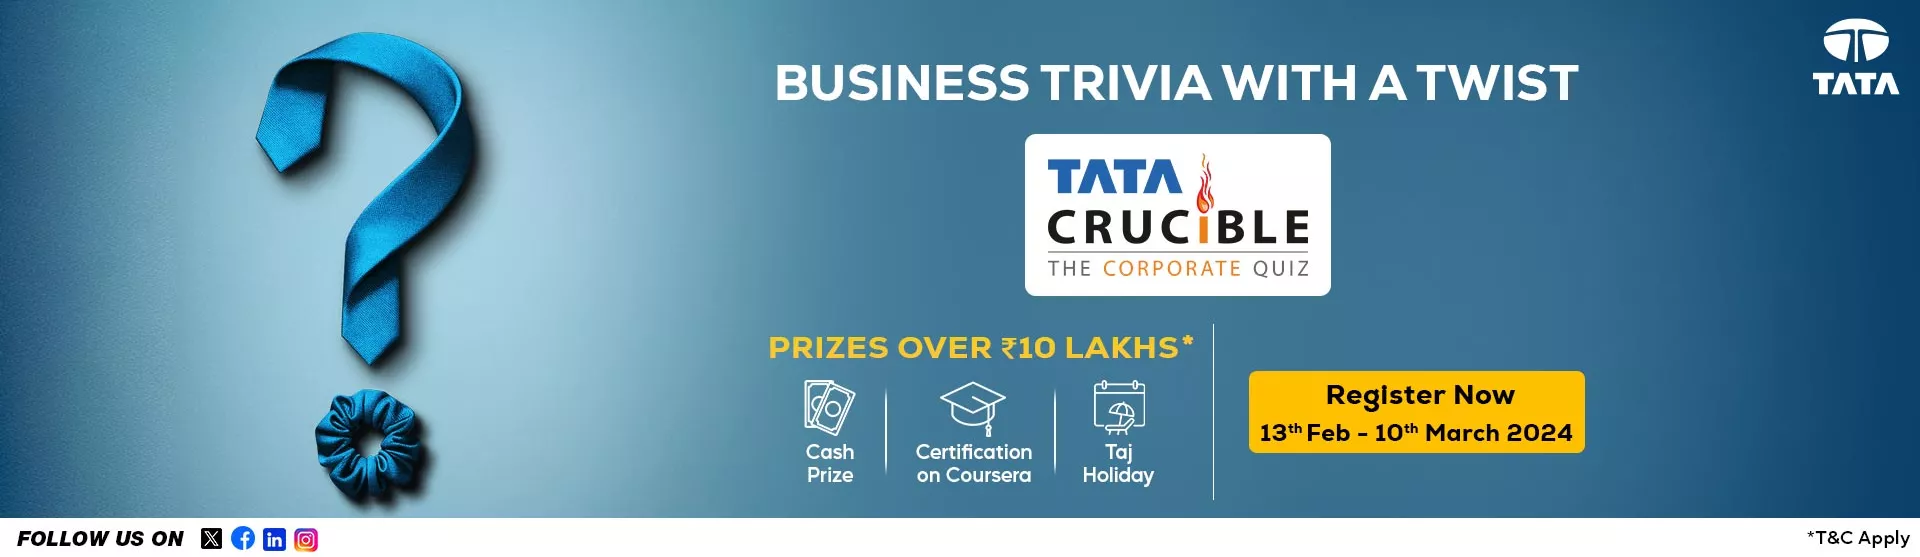 BUSINESS TRIVIA WITH A TWIST
TATA
TATA
CRUCiBLE
THE CORPORATE QUIZ
PRIZES OVER ₹10 LAKHS*
Cash
Prize
Certification
on Coursera
Taj
Holiday
Register Now
13th Feb - 10th March 2024
FOLLOW US ON
*T&C Apply